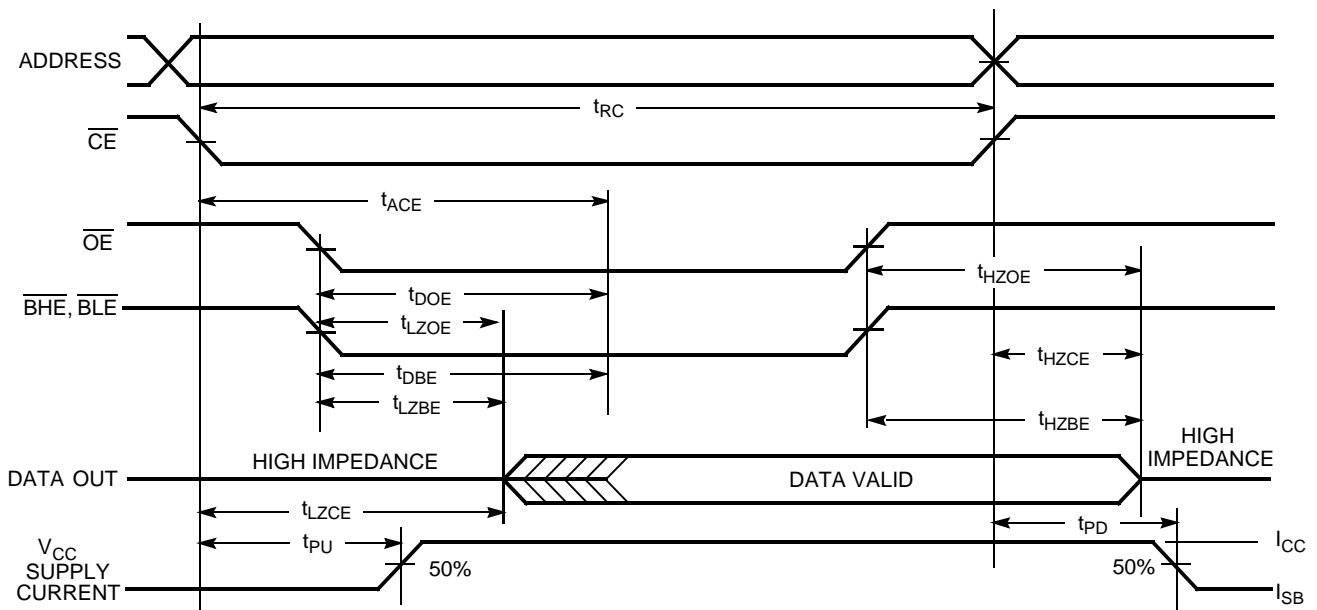 ADDRESS
tRC
CE
tACE
OE
tHZOE
tDOE
BHE, BLE
tLZOE
tHZCE
tDBE
tLZBE
tHZBE
HIGH IMPEDANCE
HIGH
IMPEDANCE
DATA OUT
DATA VALID
tLZCE
tPD
tPU
VCC
SUPPLY
CURRENT
50%
50%
ICC
ISB